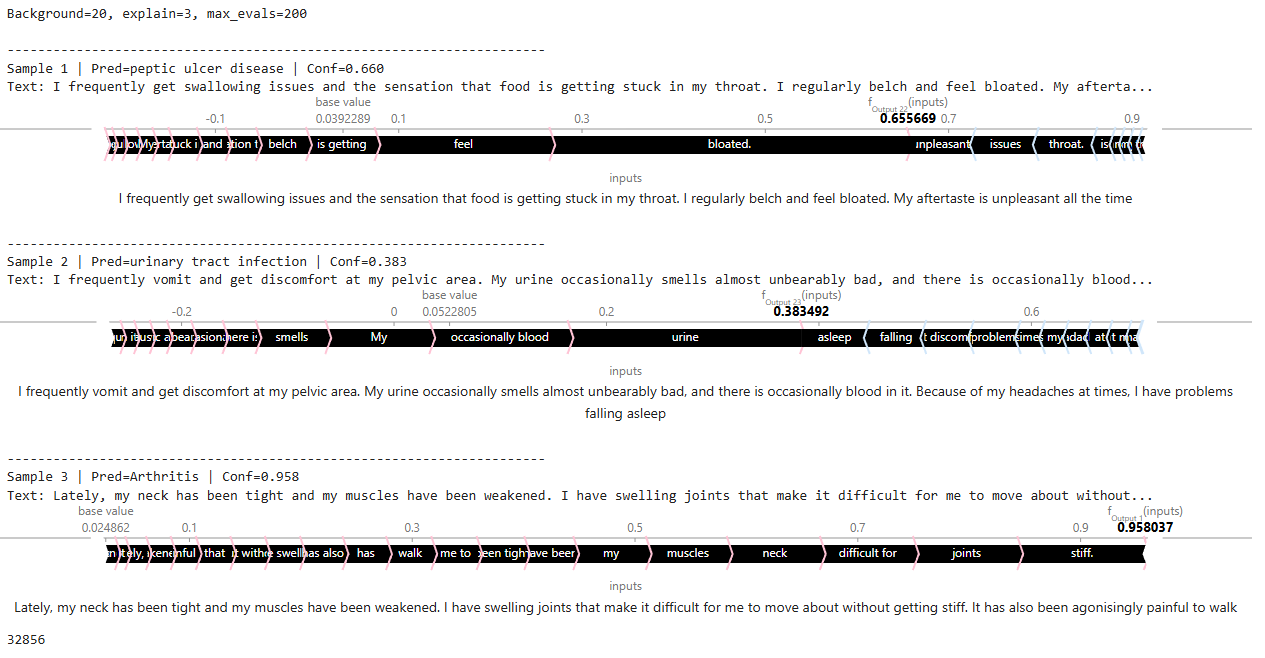 Background=20, explain=3, max_evals=200
----------------------------------------------------------------------
Sample 1 | Pred=peptic ulcer disease | Conf=0.660
Text: I frequently get swallowing issues and the sensation that food is getting stuck in my throat. I regularly belch and feel bloated. My afterta...
base value f Output 22(inputs)
-0.1 0.0392289 0.1 0.3 0.5 0.655669 0.7 0.9
and belch is getting feel bloated. issues throat. is
inputs
I frequently get swallowing issues and the sensation that food is getting stuck in my throat. I regularly belch and feel bloated. My aftertaste is unpleasant all the time
----------------------------------------------------------------------
Sample 2 | Pred=urinary tract infection | Conf=0.383
Text: I frequently vomit and get discomfort at my pelvic area. My urine occasionally smells almost unbearably bad, and there is occasionally blood...
base value f Output 23(inputs)
-0.2 0 0.0522805 0.2 0.383492 0.6
smells My occasionally blood urine asleep falling my at
inputs
I frequently vomit and get discomfort at my pelvic area. My urine occasionally smells almost unbearably bad, and there is occasionally blood in it. Because of my headaches at times, I have problems
falling asleep
----------------------------------------------------------------------
Sample 3 | Pred=Arthritis | Conf=0.958
Text: Lately, my neck has been tight and my muscles have been weakened. I have swelling joints that make it difficult for me to move about without...
base value f Output 1(inputs)
0.024862 0.1 0.3 0.5 0.7 0.9 0.958037
that has walk me to my muscles neck difficult for joints stiff.
inputs
Lately, my neck has been tight and my muscles have been weakened. I have swelling joints that make it difficult for me to move about without getting stiff. It has also been agonisingly painful to walk
32856